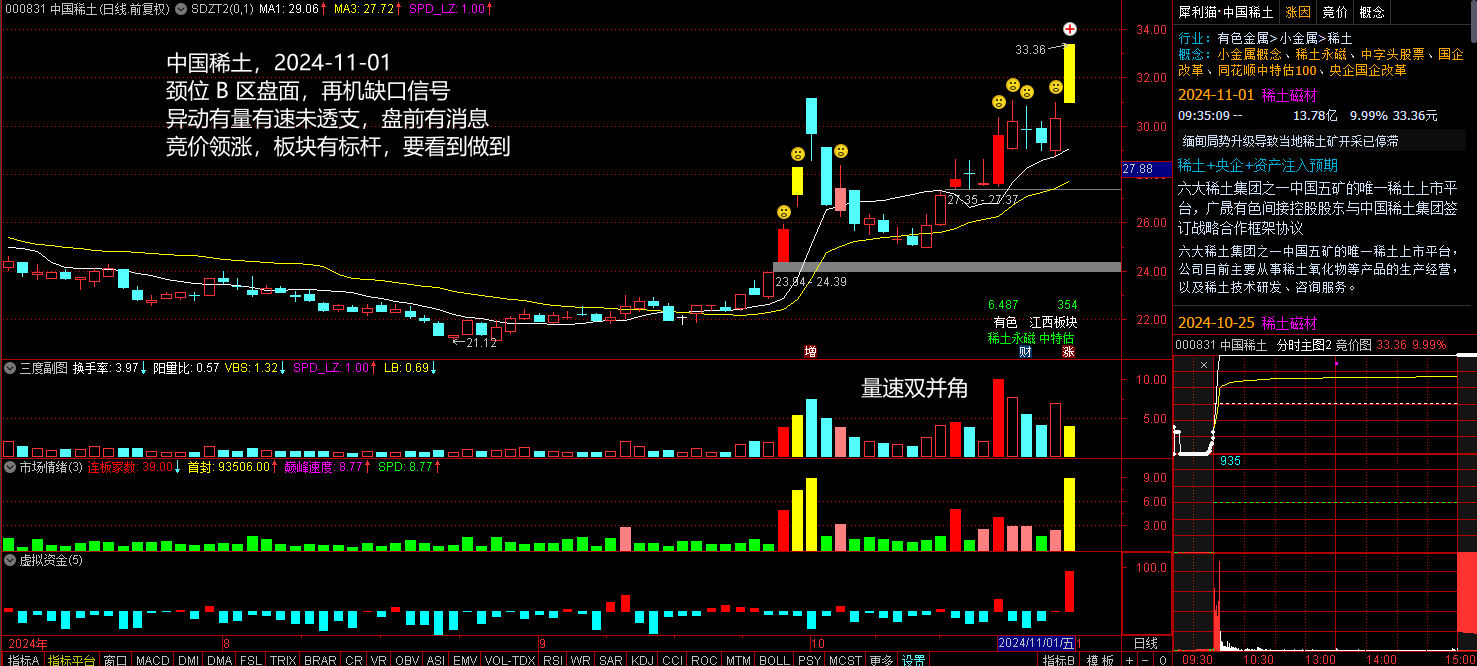 000831 中国稀土(日线.前复权) SDZT2(0,1) MA1: 29.06↑ MA3: 27.72↑ SPD_LZ: 1.00↑
中国稀土，2024-11-01
颈位 B 区盘面，再机缺口信号
异动有量有速未透支，盘前有消息
竞价领涨，板块有标杆，要看到做到
33.36
27.35 - 27.37
23.94 - 24.39
21.12
6.487 354
有色 江西板块
稀土永磁 中特估
增 财 涨
34.00
32.00
30.00
27.88
26.00
24.00
22.00
三度副图 换手率: 3.97↓ 阳量比: 0.57 VBS: 1.32↓ SPD_LZ: 1.00↑ LB: 0.69↓
量速双并角
10.00
5.00
市场情绪(3) 连板家数: 39.00↓ 首封: 93506.00↑ 巅峰速度: 8.77↑ SPD: 8.77↑
9.00
6.00
3.00
虚拟资金(5)
100.0
2024年 8 9 10 2024/11/01/五 1 日线
指标A 指标平台 窗口 MACD DMI DMA FSL TRIX BRAR CR VR OBV ASI EMV VOL-TDX RSI WR SAR KDJ CCI ROC MTM BOLL PSY MCST 更多 设置 指标B 模板 + - 0
犀利猫·中国稀土 涨因 竞价 概念
行业: 有色金属>小金属>稀土
概念: 小金属概念、稀土永磁、中字头股票、国企
改革、同花顺中特估100、央企国企改革
2024-11-01 稀土磁材
09:35:09 -- 13.78亿 9.99% 33.36元
缅甸局势升级导致当地稀土矿开采已停滞
稀土+央企+资产注入预期
六大稀土集团之一中国五矿的唯一稀土上市平
台，广晟有色间接控股股东与中国稀土集团签
订战略合作框架协议
六大稀土集团之一中国五矿的唯一稀土上市平台，
公司目前主要从事稀土氧化物等产品的生产经营，
以及稀土技术研发、咨询服务。
2024-10-25 稀土磁材
000831 中国稀土 分时主图2 竞价图 33.36 9.99%
×
935
09:30 10:30 13:00 14:00 15:00